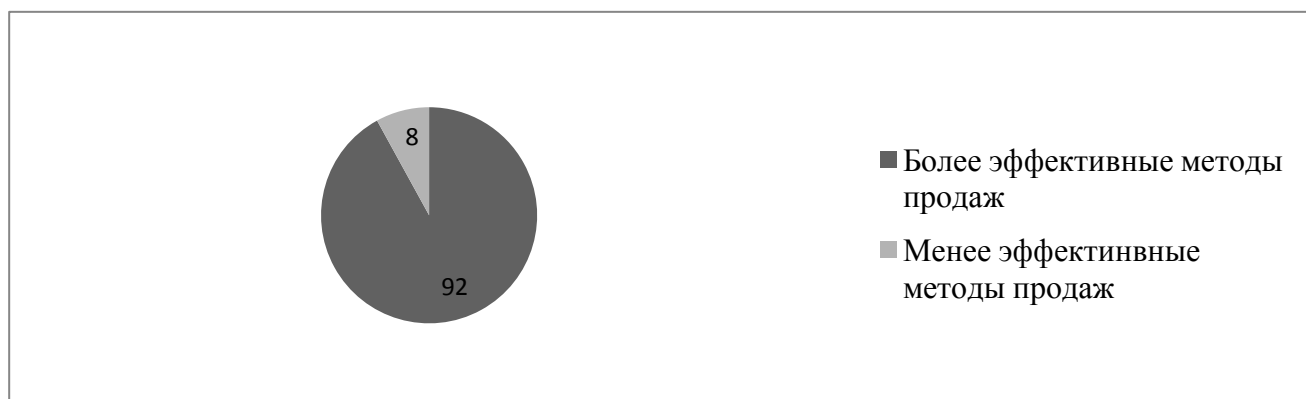 8
92
Более эффективные методы
продаж
Менее эффектинвные
методы продаж